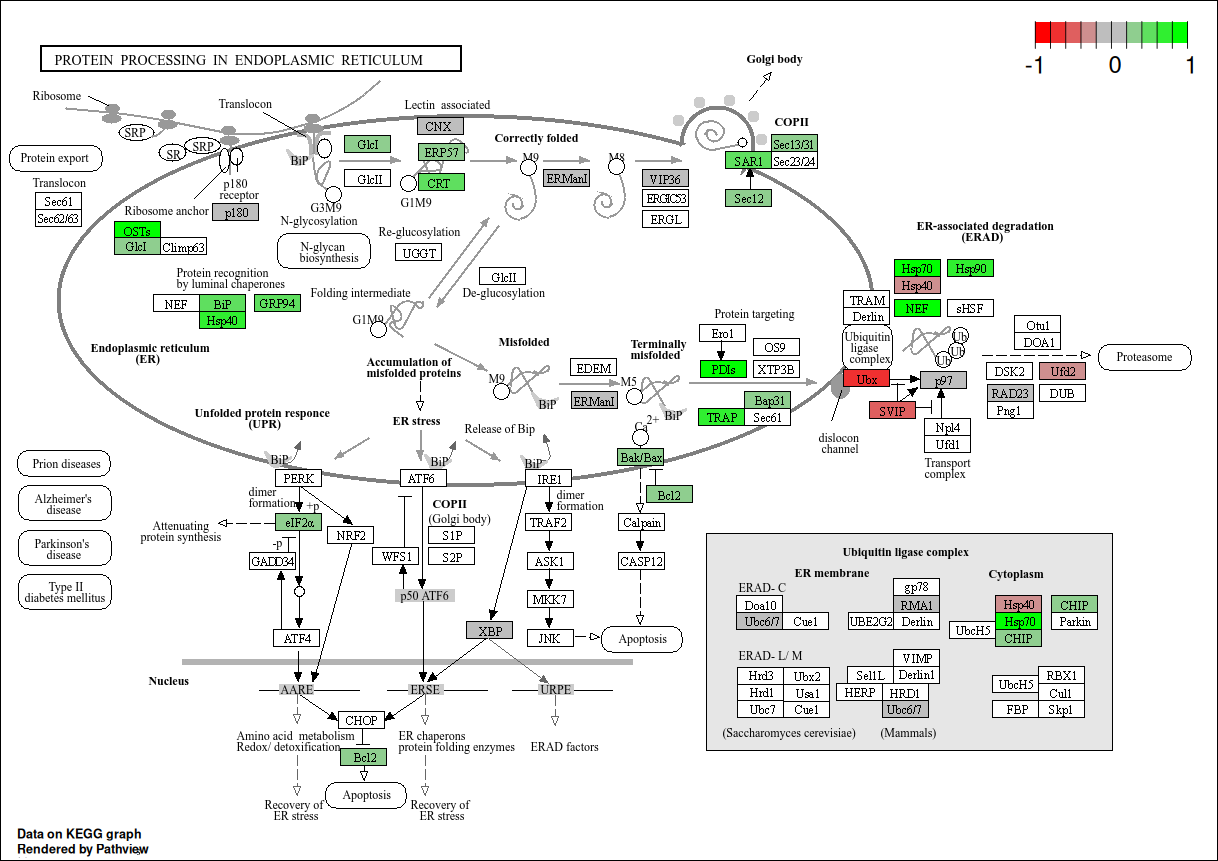 PROTEIN PROCESSING IN ENDOPLASMIC RETICULUM
-1 0 1
Golgi body
Ribosome
Translocon
Lectin associated
SRP
SR
SRP
Protein export
Translocon
Sec61
Sec62/63
p180
receptor
Ribosome anchor
p180
OSTs
GlcI
Climp63
BiP
G3M9
N-glycosylation
N-glycan
biosynthesis
GlcI
GlcII
CNX
ERP57
CRT
G1M9
Correctly folded
M9
ERManI
M8
VIP36
ERGIC53
ERGL
COPII
Sec13/31
SAR1
Sec23/24
Sec12
Re-glucosylation
UGGT
GlcII
De-glucosylation
Protein recognition
by luminal chaperones
NEF
BiP
GRP94
Hsp40
Folding intermediate
G1M9
Endoplasmic reticulum
(ER)
Accumulation of
misfolded proteins
Misfolded
M9
BiP
EDEM
ERManI
Terminally
misfolded
M5
BiP
Protein targeting
Ero1
OS9
PDIs
XTP3B
Bap31
TRAP
Sec61
ER-associated degradation
(ERAD)
Hsp70
Hsp90
Hsp40
NEF
sHSF
TRAM
Derlin
Ubiquitin
ligase
complex
Ub
Ub
Ub
Otu1
DOA1
Proteasome
Ubx
p97
DSK2
Ufd2
SVIP
RAD23
DUB
Png1
Npl4
Ufd1
dislocon
channel
Transport
complex
Unfolded protein responce
(UPR)
ER stress
Release of Bip
Ca2+
Bak/Bax
Bcl2
BiP
PERK
BiP
ATF6
BiP
IRE1
Prion diseases
Alzheimer's
disease
Parkinson's
disease
Type II
diabetes mellitus
dimer
formation
+p
Attenuating
protein synthesis
eIF2α
-p
GADD34
NRF2
ATF4
COPII
(Golgi body)
S1P
S2P
WFS1
p50 ATF6
dimer
formation
TRAF2
ASK1
MKK7
JNK
XBP
Calpain
CASP12
Apoptosis
Nucleus
AARE
ERSE
URPE
CHOP
Amino acid metabolism
Redox/ detoxification
ER chaperons
protein folding enzymes
ERAD factors
Bcl2
Apoptosis
Recovery of
ER stress
Recovery of
ER stress
Ubiquitin ligase complex
ER membrane
Cytoplasm
ERAD- C
Doa10
Ubc6/7
Cue1
gp78
RMA1
UBE2G2
Derlin
Hsp40
Hsp70
UbcH5
CHIP
CHIP
Parkin
ERAD- L/ M
Hrd3
Ubx2
Hrd1
Usa1
Ubc7
Cue1
VIMP
Sel1L
Derlin1
HERP
HRD1
Ubc6/7
RBX1
UbcH5
Cul1
FBP
Skp1
(Saccharomyces cerevisiae)
(Mammals)
Data on KEGG graph
Rendered by Pathview